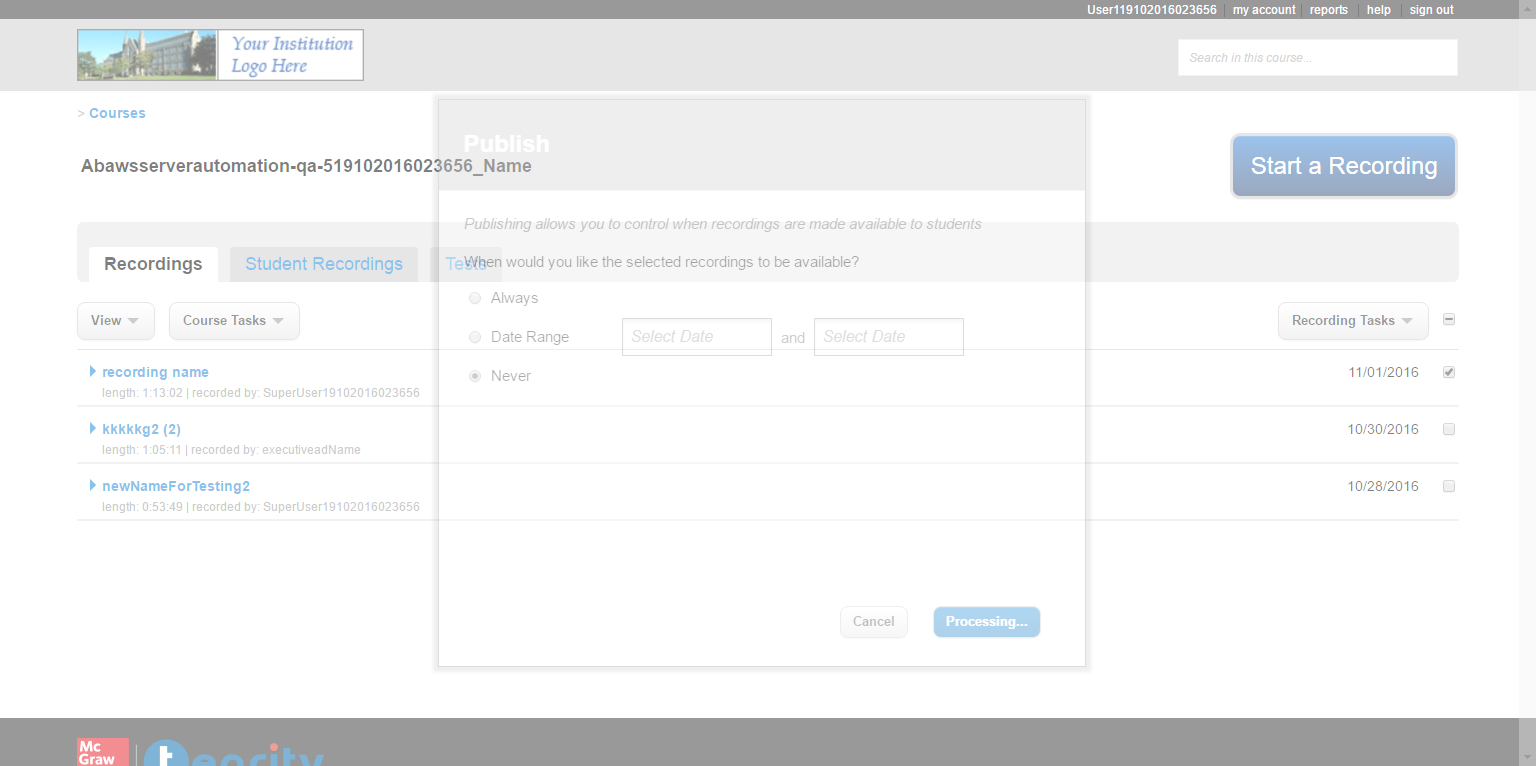 User119102016023656 my account reports help sign out
Your Institution
Logo Here
Search in this course...
> Courses
Publish
Abawsserverautomation-qa-519102016023656_Name
Start a Recording
Publishing allows you to control when recordings are made available to students
Recordings Student Recordings Tests
When would you like the selected recordings to be available?
Always
View Course Tasks Recording Tasks
Date Range Select Date and Select Date
Never
recording name 11/01/2016
length: 1:13:02 | recorded by: SuperUser19102016023656
kkkkkg2 (2) 10/30/2016
length: 1:05:11 | recorded by: executiveadName
newNameForTesting2 10/28/2016
length: 0:53:49 | recorded by: SuperUser19102016023656
Cancel Processing...
Mc
Graw
tegrity